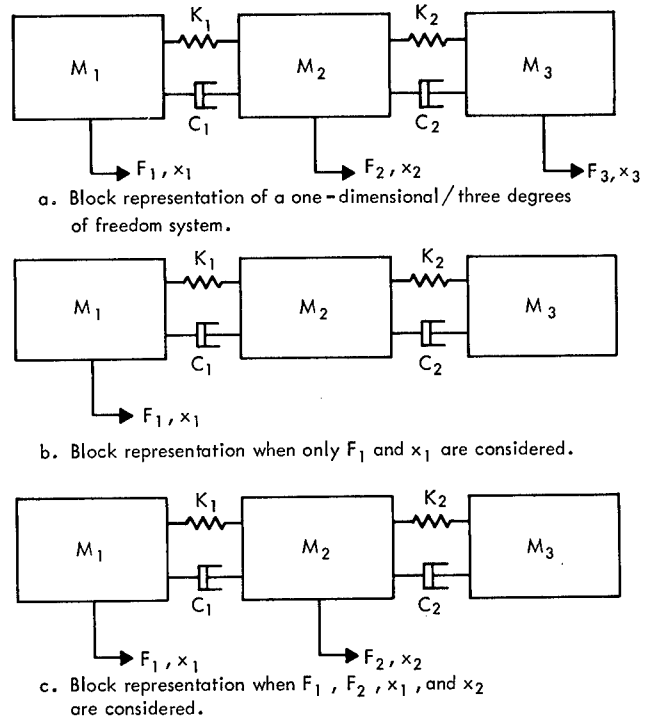 K1 K2
M1 M2 M3
C1 C2
F1, x1 F2, x2 F3, x3
a. Block representation of a one-dimensional/three degrees
of freedom system.
K1 K2
M1 M2 M3
C1 C2
F1, x1
b. Block representation when only F1 and x1 are considered.
K1 K2
M1 M2 M3
C1 C2
F1, x1 F2, x2
c. Block representation when F1, F2, x1, and x2
are considered.